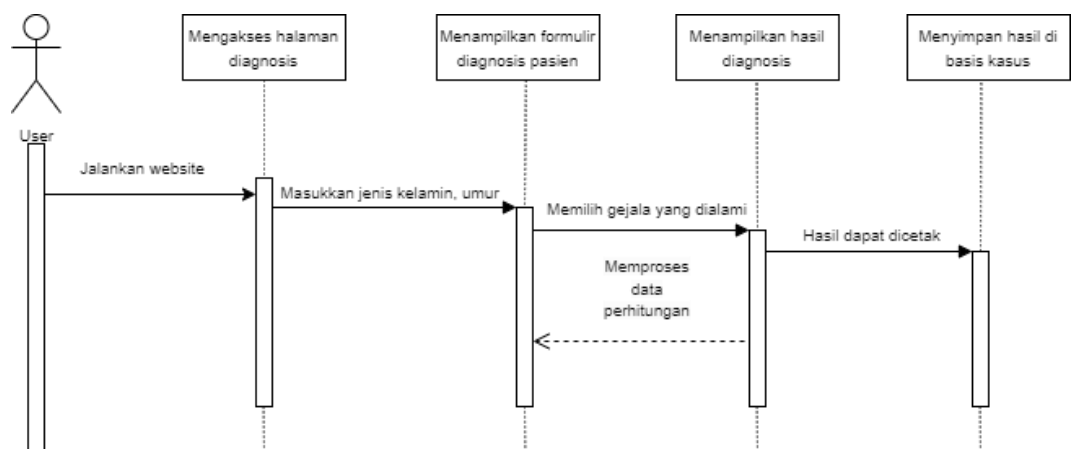 Mengakses halaman
diagnosis
Menampilkan formulir
diagnosis pasien
Menampilkan hasil
diagnosis
Menyimpan hasil di
basis kasus
User
Jalankan website
Masukkan jenis kelamin, umur
Memilih gejala yang dialami
Hasil dapat dicetak
Memproses
data
perhitungan